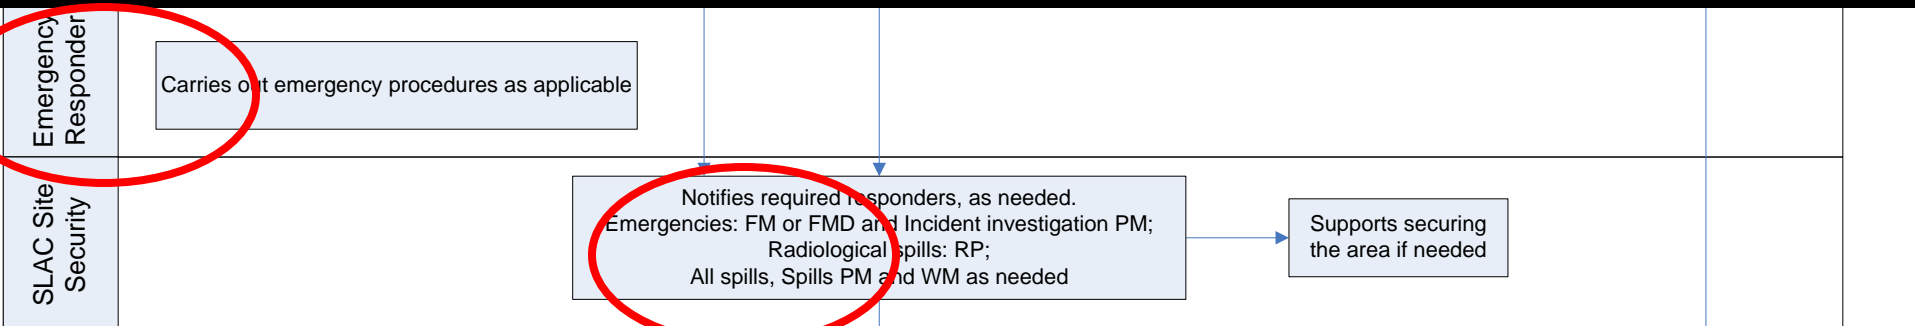 Emergency
Responder
Carries out emergency procedures as applicable
SLAC Site
Security
Notifies required responders, as needed.
Emergencies: FM or FMD and Incident investigation PM;
Radiological spills: RP;
All spills, Spills PM and WM as needed
Supports securing
the area if needed